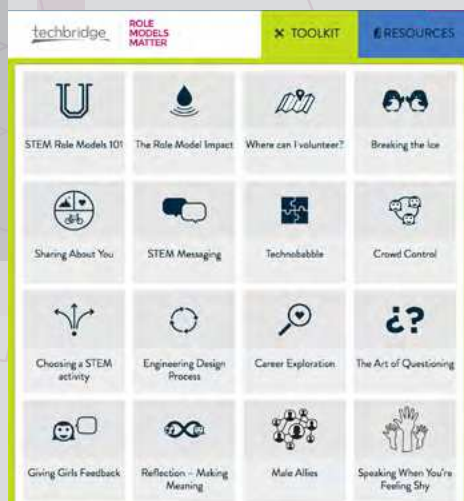 techbridge
ROLE
MODELS
MATTER
TOOLKIT
RESOURCES
U
STEM Role Models 101
The Role Model Impact
Where can I volunteer?
Breaking the Ice
Sharing About You
STEM Messaging
Technobabble
Crowd Control
Choosing a STEM
activity
Engineering Design
Process
Career Exploration
¿?
The Art of Questioning
Giving Girls Feedback
Reflection – Making
Meaning
Male Allies
Speaking When You're
Feeling Shy